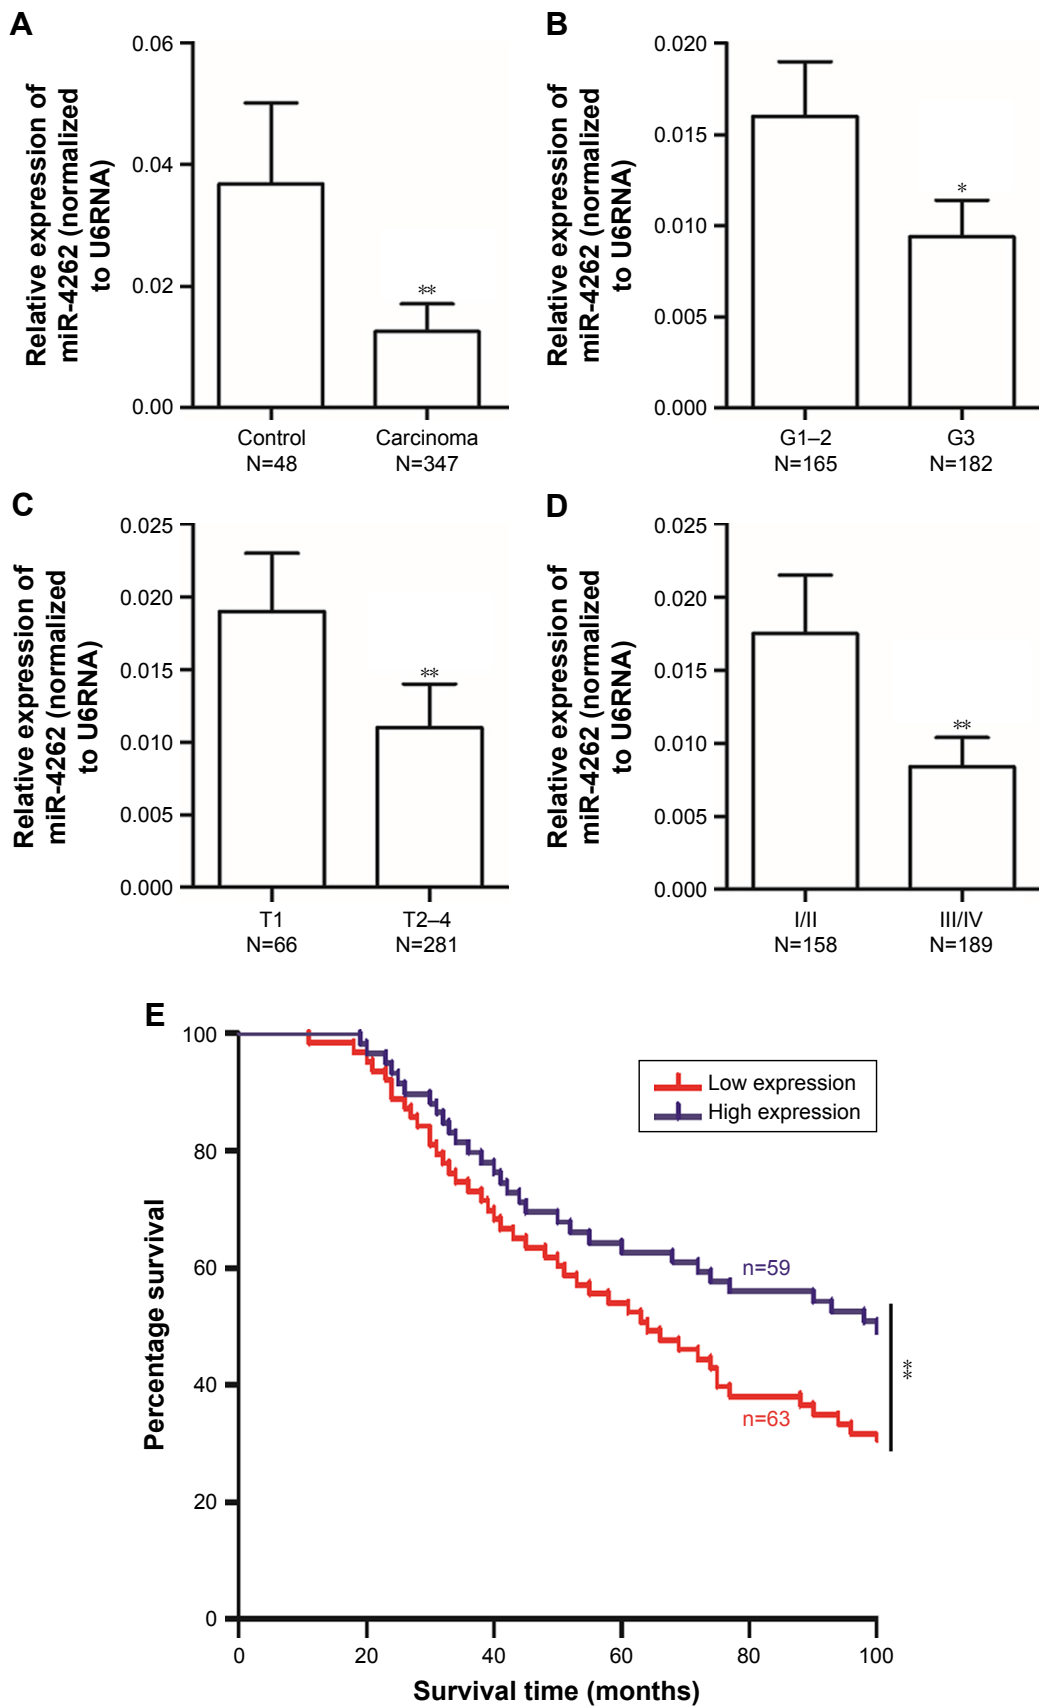 A
Relative expression of
miR-4262 (normalized
to U6RNA)
0.06
0.04
0.02
0.00
**
Control
N=48
Carcinoma
N=347
B
Relative expression of
miR-4262 (normalized
to U6RNA)
0.020
0.015
0.010
0.005
0.000
*
G1–2
N=165
G3
N=182
C
Relative expression of
miR-4262 (normalized
to U6RNA)
0.025
0.020
0.015
0.010
0.005
0.000
**
T1
N=66
T2–4
N=281
D
Relative expression of
miR-4262 (normalized
to U6RNA)
0.025
0.020
0.015
0.010
0.005
0.000
**
I/II
N=158
III/IV
N=189
E
Percentage survival
100
80
60
40
20
0
Low expression
High expression
n=59
n=63
**
0 20 40 60 80 100
Survival time (months)